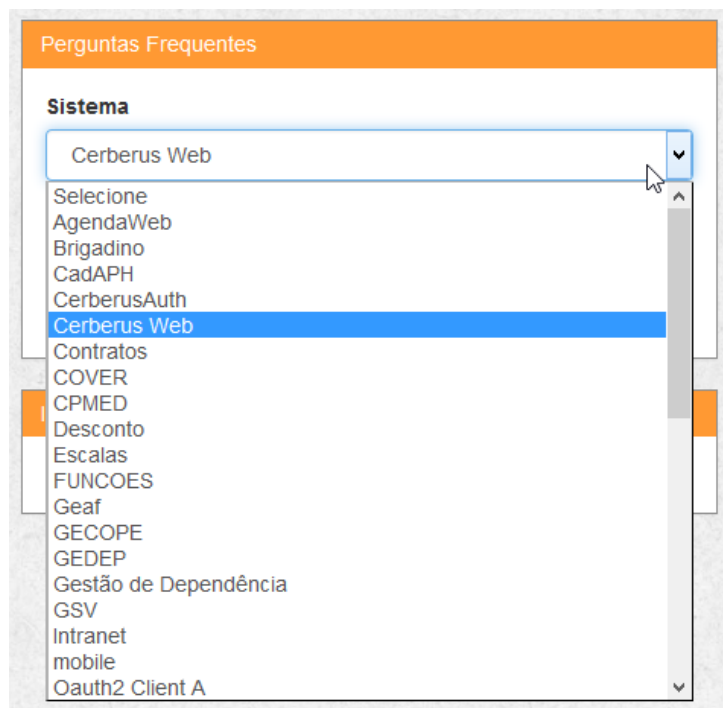 Perguntas Frequentes
Sistema
Cerberus Web
Selecione
AgendaWeb
Brigadino
CadAPH
CerberusAuth
Cerberus Web
Contratos
COVER
CPMED
Desconto
Escalas
FUNCOES
Geaf
GECOPE
GEDEP
Gestão de Dependência
GSV
Intranet
mobile
Oauth2 Client A